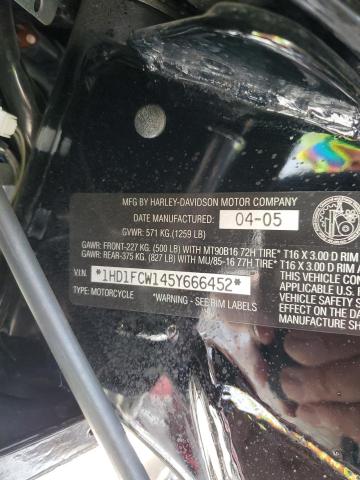 MFG BY HARLEY-DAVIDSON MOTOR COMPANY
DATE MANUFACTURED 04-05
GVWR: 571 KG.(1259 LB)
GAWR: FRONT-227 KG. (500 LB) WITH MT90B16 72H TIRE* T16 X 3.00 D RIM
GAWR: REAR-375 KG. (827 LB) WITH MU/85-16 77H TIRE* T16 X 3.00 D RIM
THIS VEHICLE CON
V.I.N. *1HD1FCW145Y666452*
APPLICABLE U.S.
VEHICLE SAFETY
TYPE: MOTORCYCLE *WARNING - SEE RIM LABELS
EFFECT ON THE DA